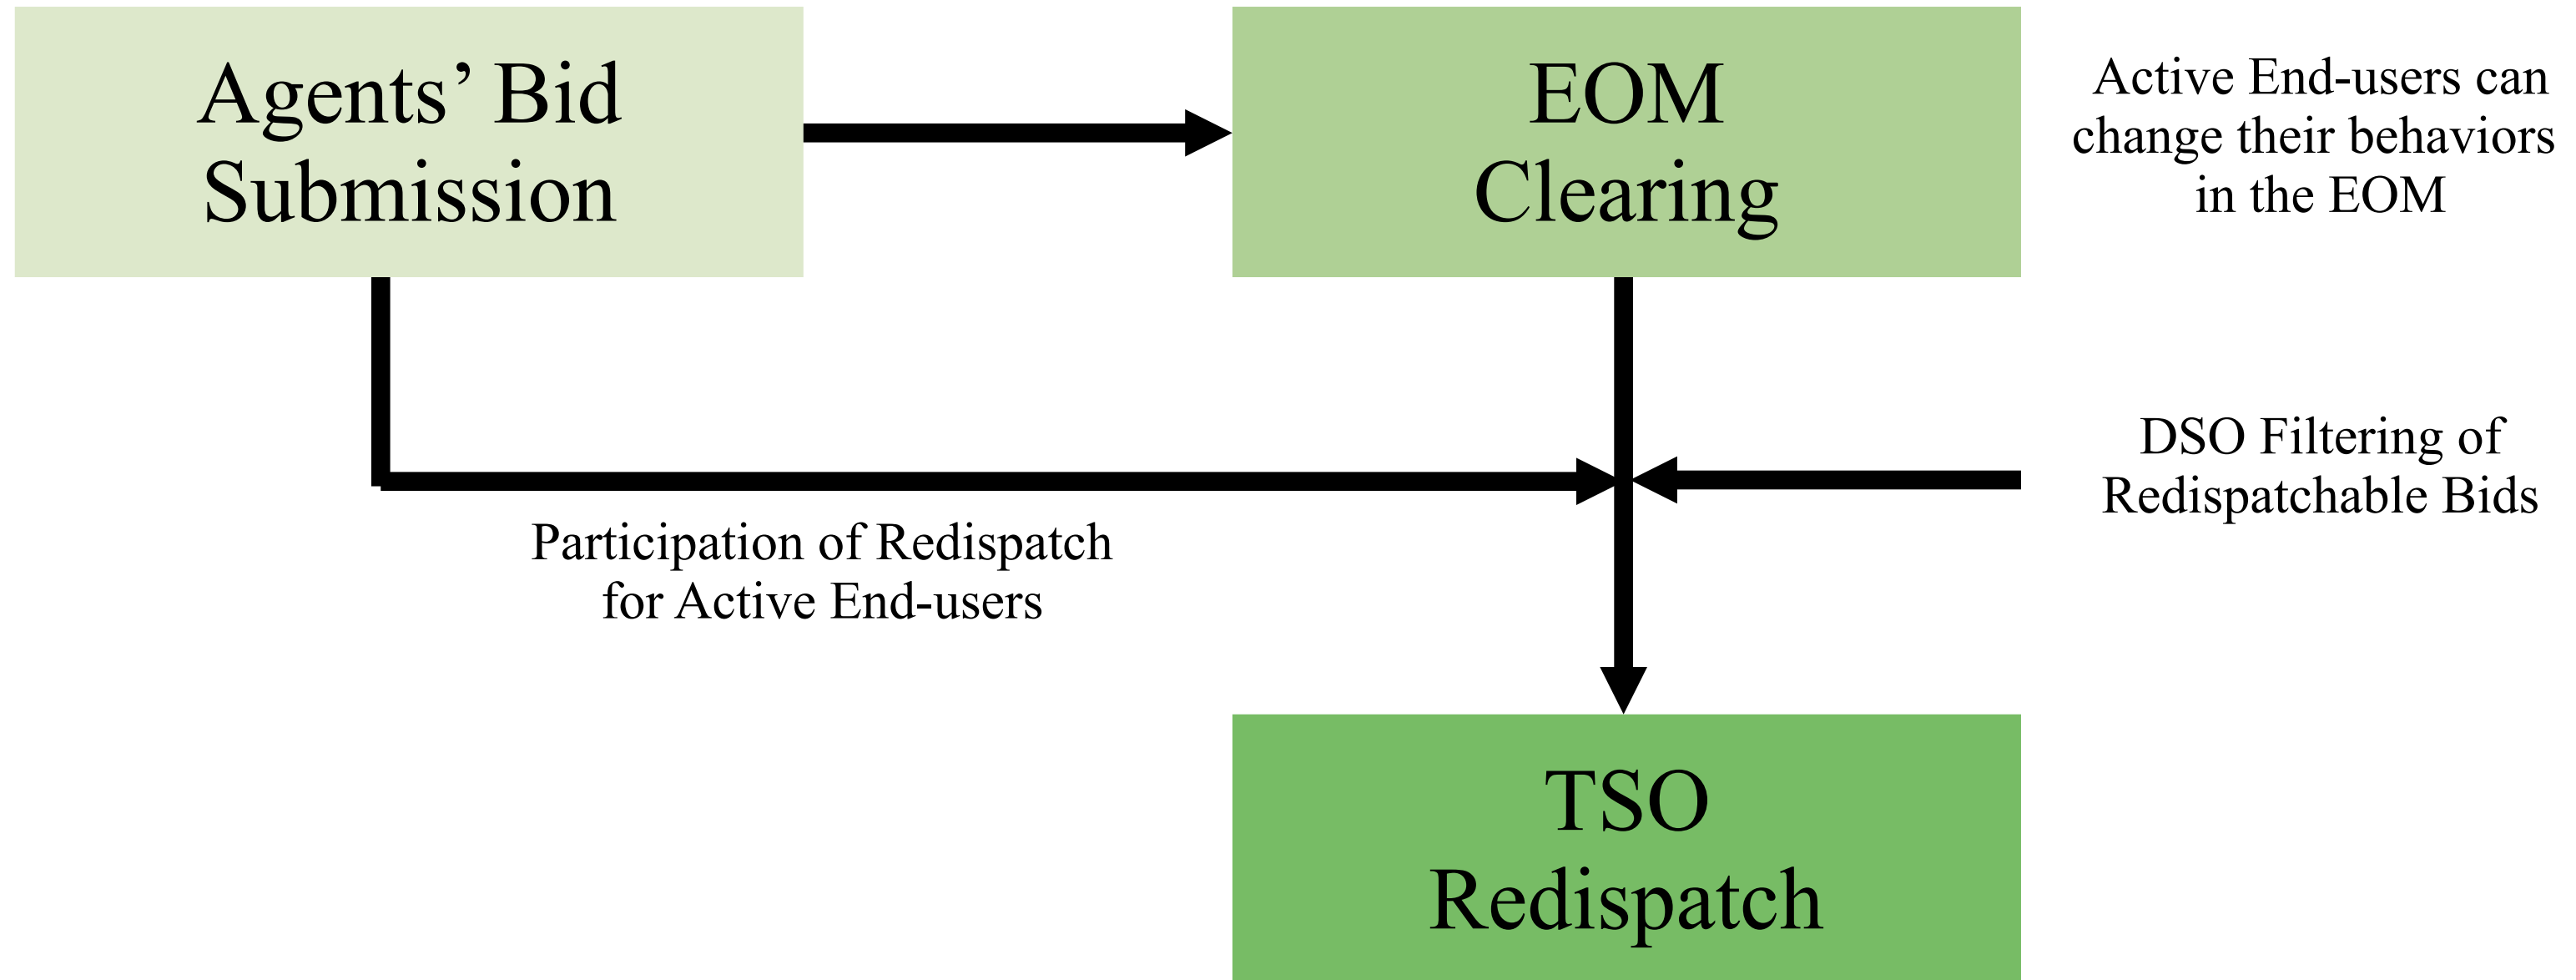 Agents’ Bid
Submission
EOM
Clearing
Active End-users can
change their behaviors
in the EOM
DSO Filtering of
Redispatchable Bids
Participation of Redispatch
for Active End-users
TSO
Redispatch